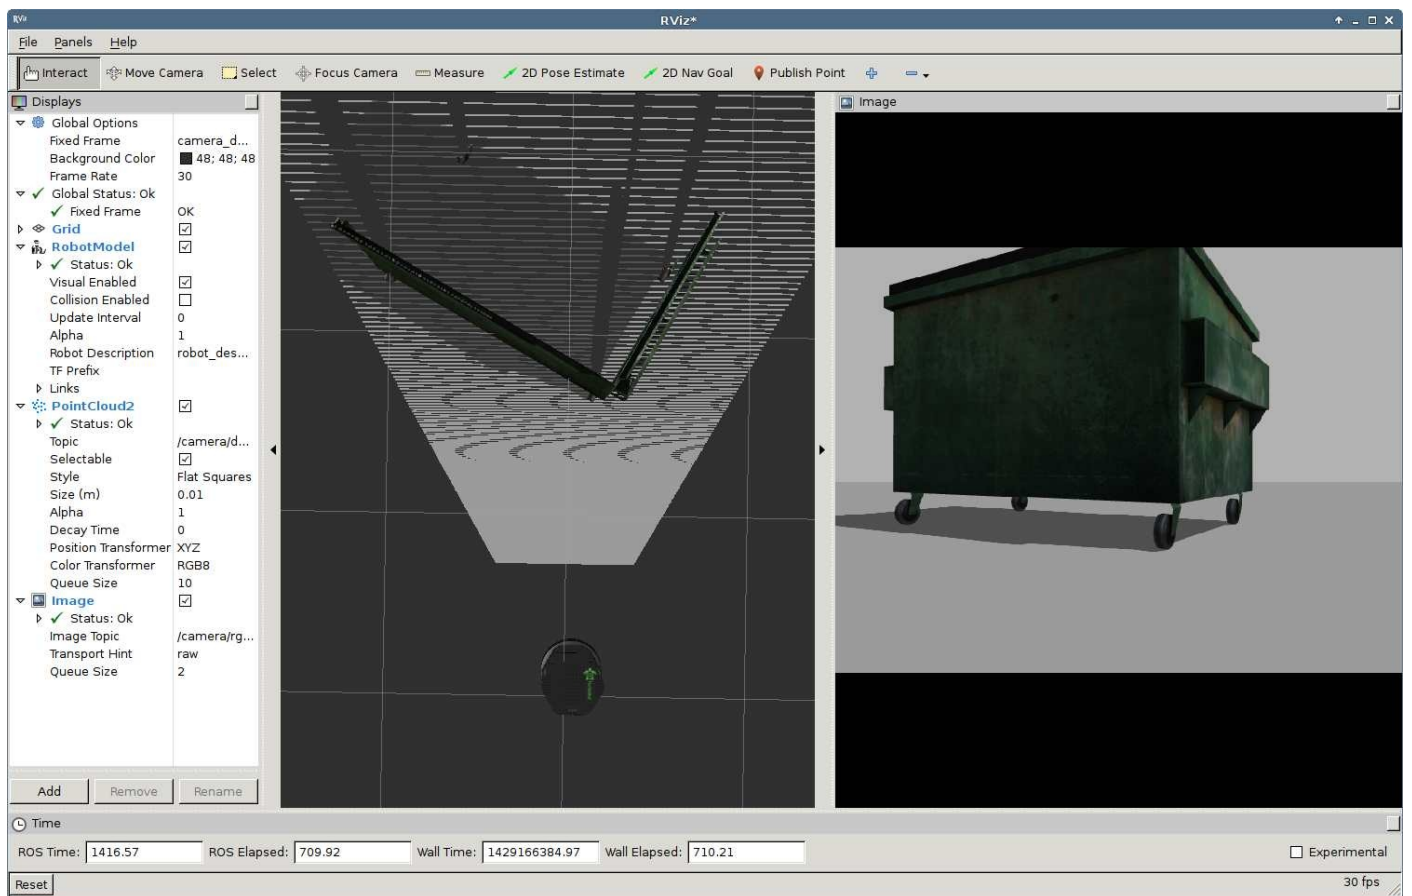 RViz RViz*
File Panels Help
Interact Move Camera Select Focus Camera Measure 2D Pose Estimate 2D Nav Goal Publish Point
Displays
Global Options
Fixed Frame camera_d...
Background Color 48; 48; 48
Frame Rate 30
Global Status: Ok
Fixed Frame OK
Grid
RobotModel
Status: Ok
Visual Enabled
Collision Enabled
Update Interval 0
Alpha 1
Robot Description robot_des...
TF Prefix
Links
PointCloud2
Status: Ok
Topic /camera/d...
Selectable
Style Flat Squares
Size (m) 0.01
Alpha 1
Decay Time 0
Position Transformer XYZ
Color Transformer RGB8
Queue Size 10
Image
Status: Ok
Image Topic /camera/rg...
Transport Hint raw
Queue Size 2
Add Remove Rename
Image
Time
ROS Time: 1416.57 ROS Elapsed: 709.92 Wall Time: 1429166384.97 Wall Elapsed: 710.21 Experimental
Reset 30 fps